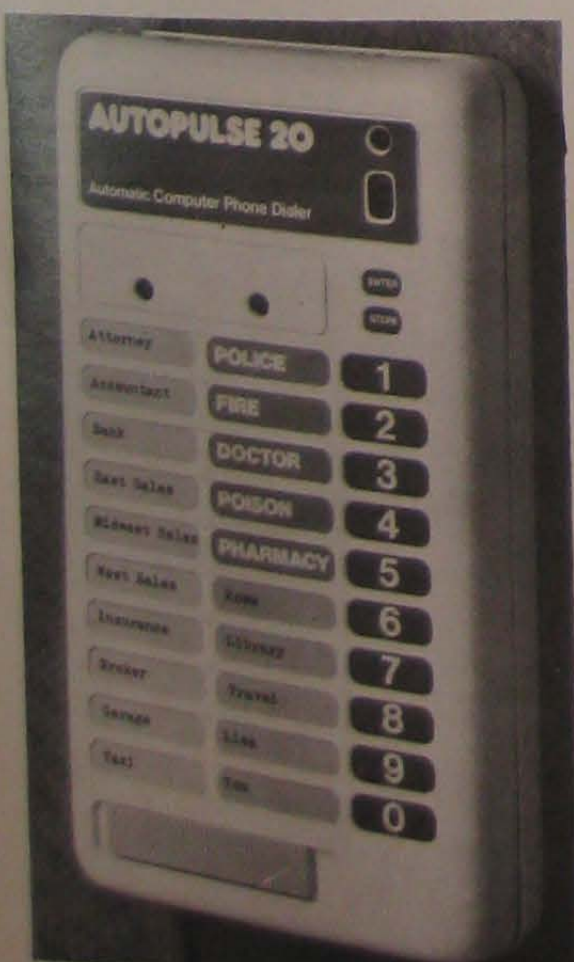 AUTOPULSE 20
Automatic Computer Phone Dialer
ENTER
STORE
Attorney POLICE 1
Accountant FIRE 2
Bank DOCTOR 3
East Sales POISON 4
Midwest Sales PHARMACY 5
West Sales Home 6
Insurance Library 7
Broker Travel 8
Garage Lisa 9
Taxi Tom 0